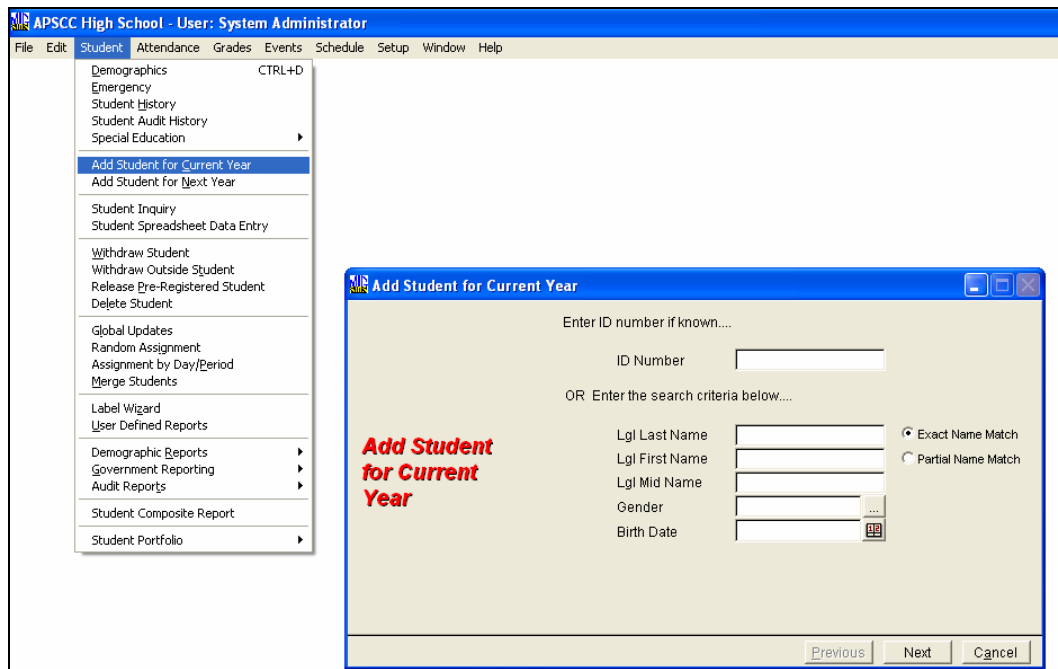 APSCC High School - User: System Administrator
File Edit Student Attendance Grades Events Schedule Setup Window Help
Demographics CTRL+D
Emergency
Student History
Student Audit History
Special Education
Add Student for Current Year
Add Student for Next Year
Student Inquiry
Student Spreadsheet Data Entry
Withdraw Student
Withdraw Outside Student
Release Pre-Registered Student
Delete Student
Global Updates
Random Assignment
Assignment by Day/Period
Merge Students
Label Wizard
User Defined Reports
Demographic Reports
Government Reporting
Audit Reports
Student Composite Report
Student Portfolio
Add Student for Current Year
Enter ID number if known....
ID Number
OR Enter the search criteria below....
Add Student
for Current
Year
Lgl Last Name
Exact Name Match
Lgl First Name
Partial Name Match
Lgl Mid Name
Gender ...
Birth Date 12
Previous Next Cancel